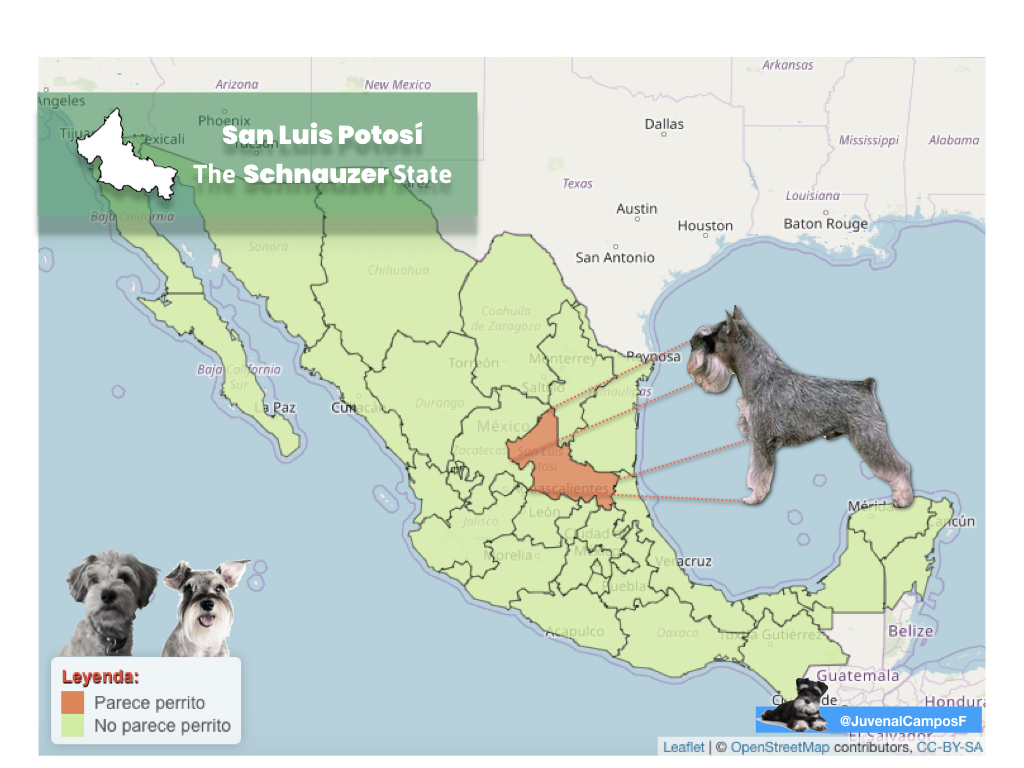 Arkansas
Arizona
New Mexico
Angeles
Phoenix
Dallas
Tijua
Mexicali
San Luis Potosí
Mississippi
Alabama
Tucson
The Schnauzer State
Texas
Louisiana
Austin
Baja California
Houston
Baton Rouge
Sonora
San Antonio
Chihuahua
Coahuila
de Zaragoza
Reynosa
Torreón
Monterrey
Baja California
Sur
Saltillo
Tamaulipas
La Paz
Culiacán
Durango
México
Zacatecas
San Luis
Potosí
Aguascalientes
León
Mérida
Jalisco
Cancún
Ciudad
México
Morelia
Veracruz
Puebla
Acapulco
Oaxaca
Tuxtla Gutiérrez
Belize
Leyenda:
Guatemala
Parece perrito
No parece perrito
Hondura
@JuvenalCamposF
El Salvador
Leaflet | © OpenStreetMap contributors, CC-BY-SA